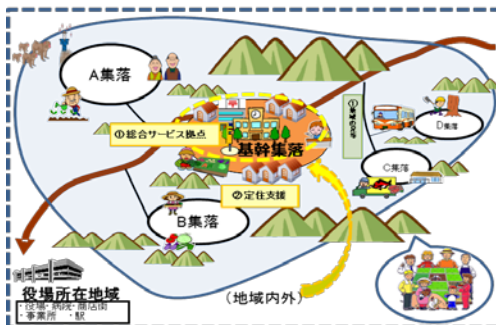 A集落
①総合サービス拠点
基幹集落
D集落
C集落
②定住支援
B集落
(地域内外)
役場所在地域
・役場・病院・商店街
・事業所 ・駅